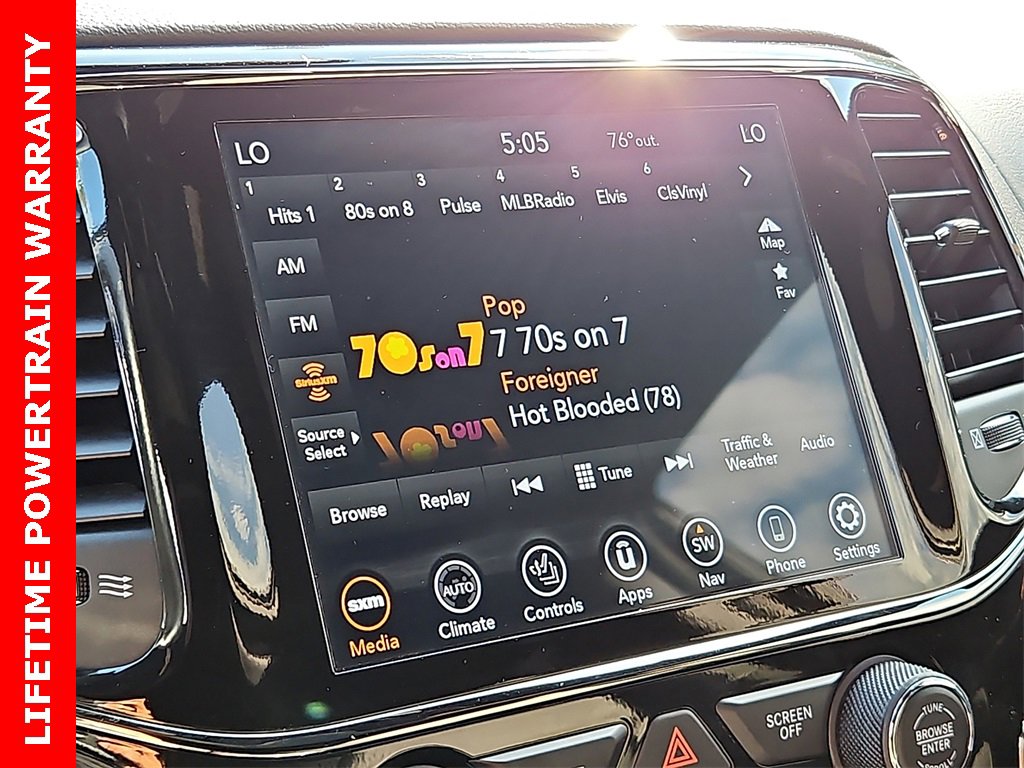 LIFETIME POWERTRAIN WARRANTY
LO 5:05 76° out. LO
1 2 3 4 5 6
Hits 1 80s on 8 Pulse MLBRadio Elvis ClsVinyl
AM
FM
SiriusXM
Source
Select
Map
Fav
Pop
70s on 7 7 70s on 7
Foreigner
Hot Blooded (78)
Browse Replay Tune
Traffic &
Weather
Audio
sxm AUTO SW
Media Climate Controls Apps Nav Phone Settings
SCREEN
OFF
TUNE
BROWSE
ENTER
SCROLL